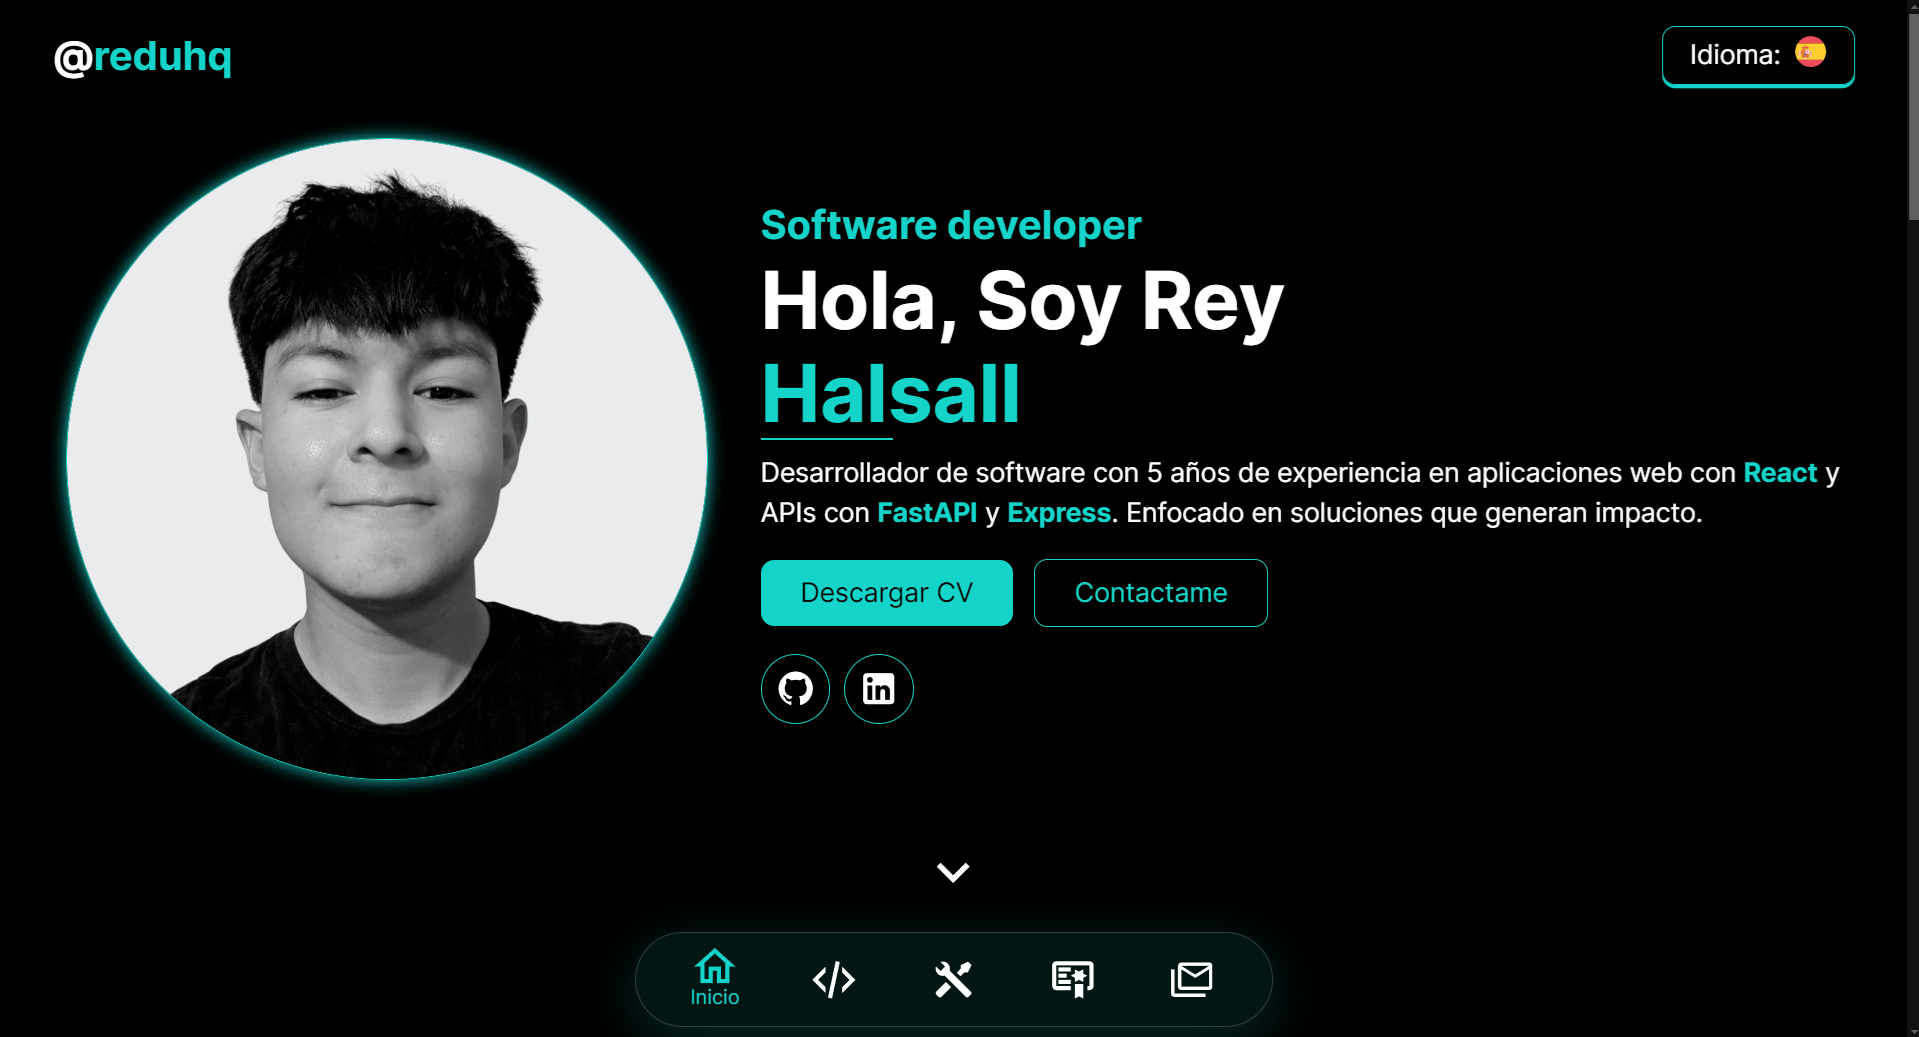 @reduhq
Idioma:
Software developer
Hola, Soy Rey
Halsall
Desarrollador de software con 5 años de experiencia en aplicaciones web con React y
APIs con FastAPI y Express. Enfocado en soluciones que generan impacto.
Descargar CV
Contactame
in
Inicio